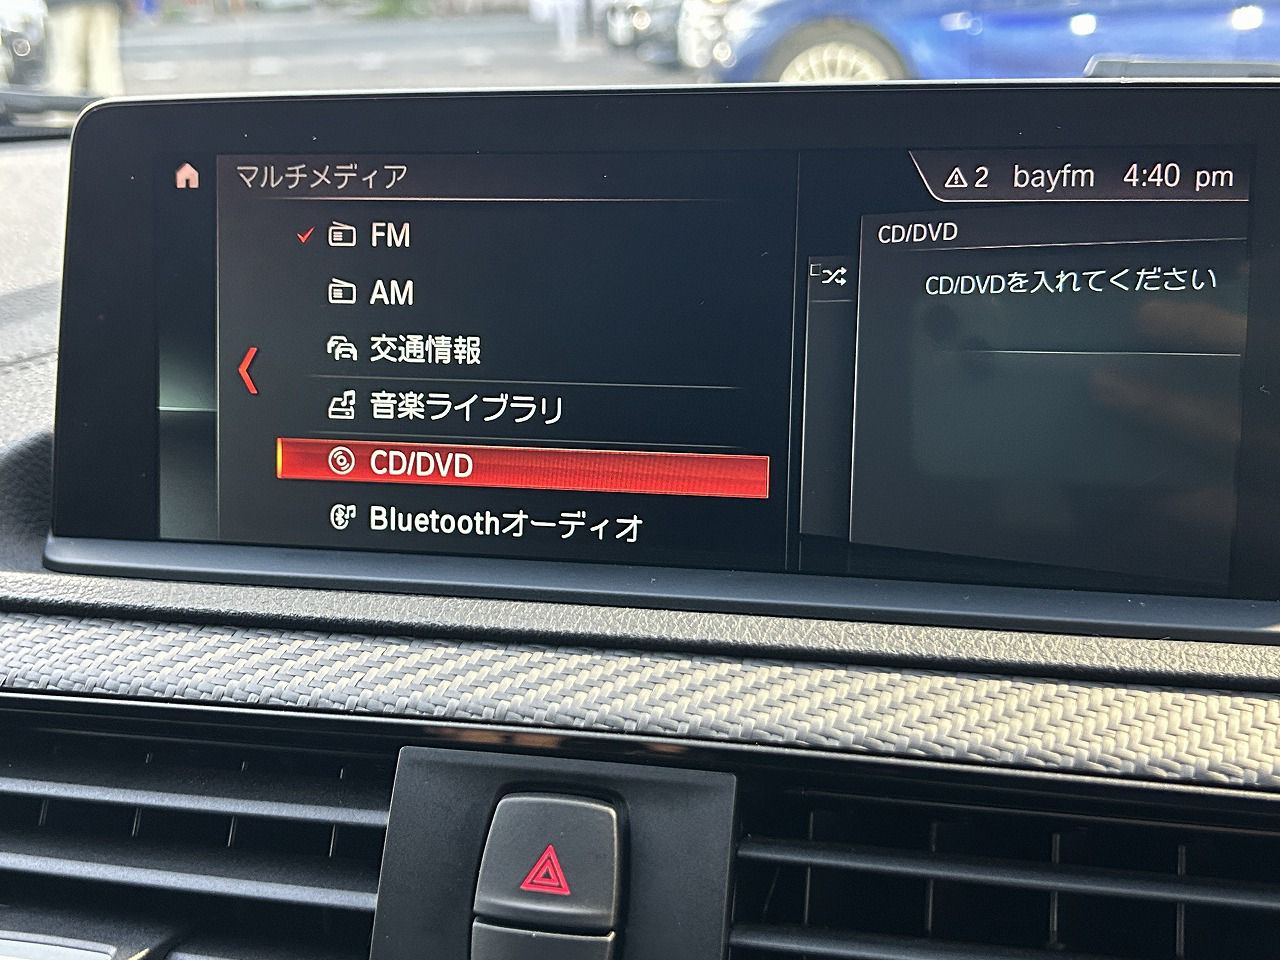 マルチメディア
2 bayfm 4:40 pm
FM
AM
交通情報
音楽ライブラリ
CD/DVD
Bluetoothオーディオ
CD/DVD
CD/DVDを入れてください